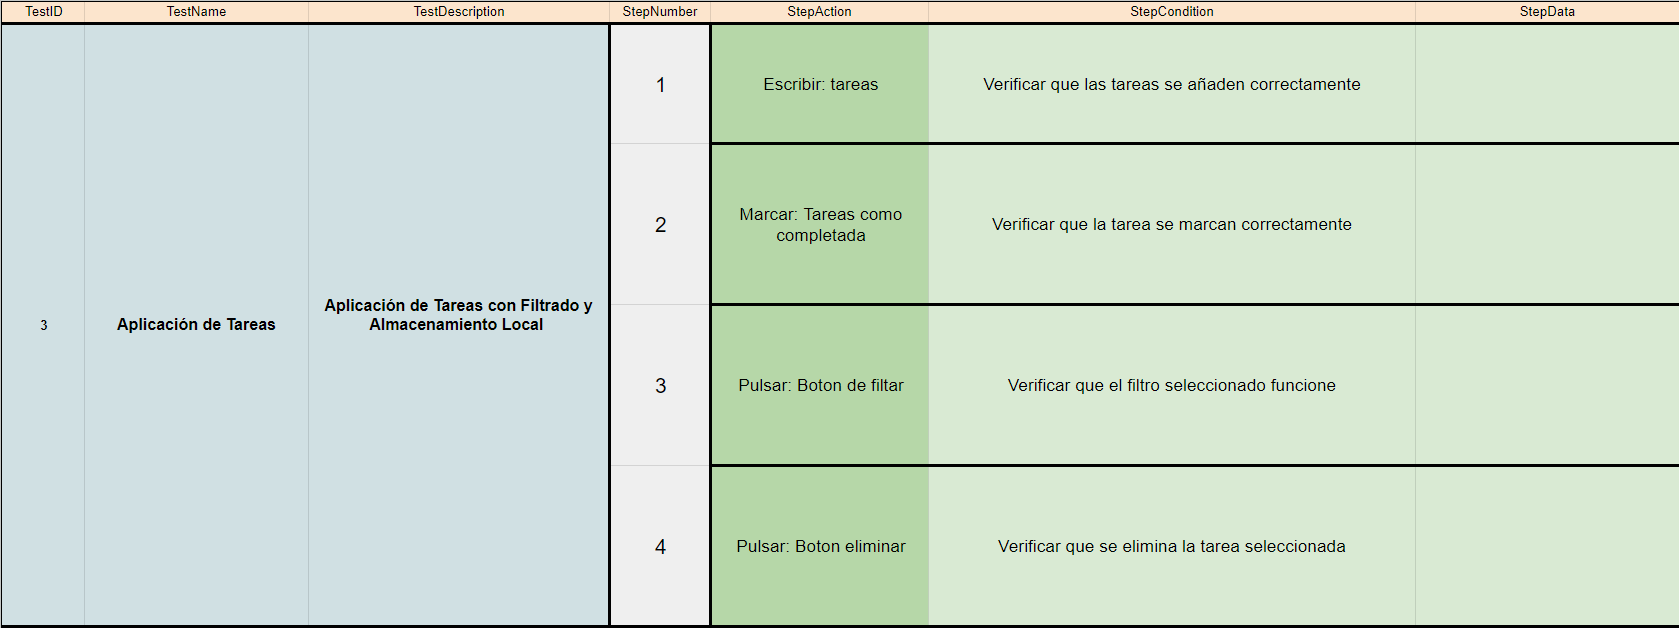 TestID TestName TestDescription StepNumber StepAction StepCondition StepData
3
Aplicación de Tareas
Aplicación de Tareas con Filtrado y
Almacenamiento Local
1
Escribir: tareas
Verificar que las tareas se añaden correctamente
2
Marcar: Tareas como
completada
Verificar que la tarea se marcan correctamente
3
Pulsar: Boton de filtar
Verificar que el filtro seleccionado funcione
4
Pulsar: Boton eliminar
Verificar que se elimina la tarea seleccionada